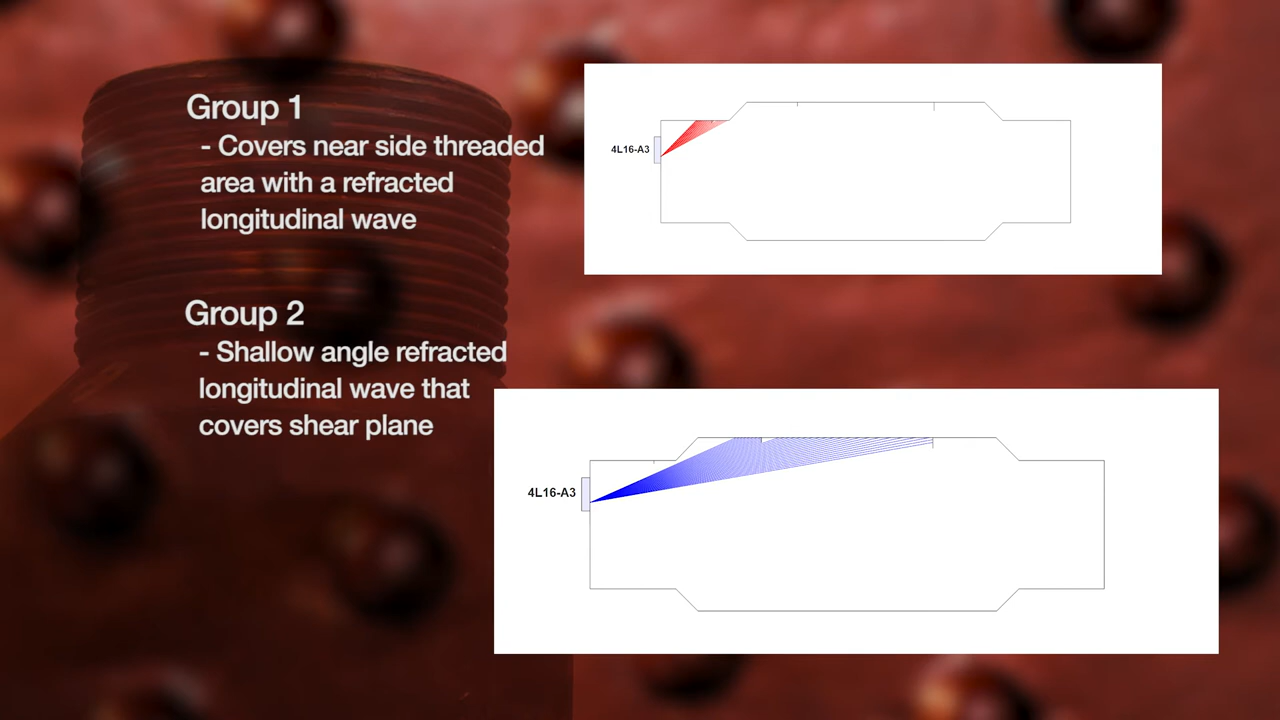 Group 1
- Covers near side threaded
area with a refracted
longitudinal wave
4L16-A3
Group 2
- Shallow angle refracted
longitudinal wave that
covers shear plane
4L16-A3